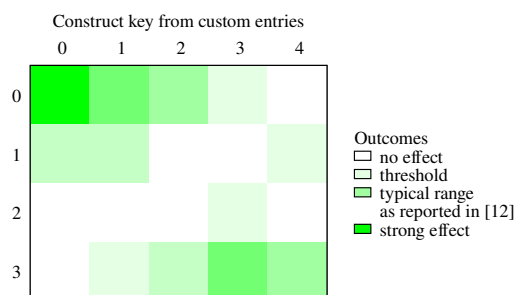 Construct key from custom entries
0 1 2 3 4
0
1
2
3
Outcomes
no effect
threshold
typical range
as reported in [12]
strong effect